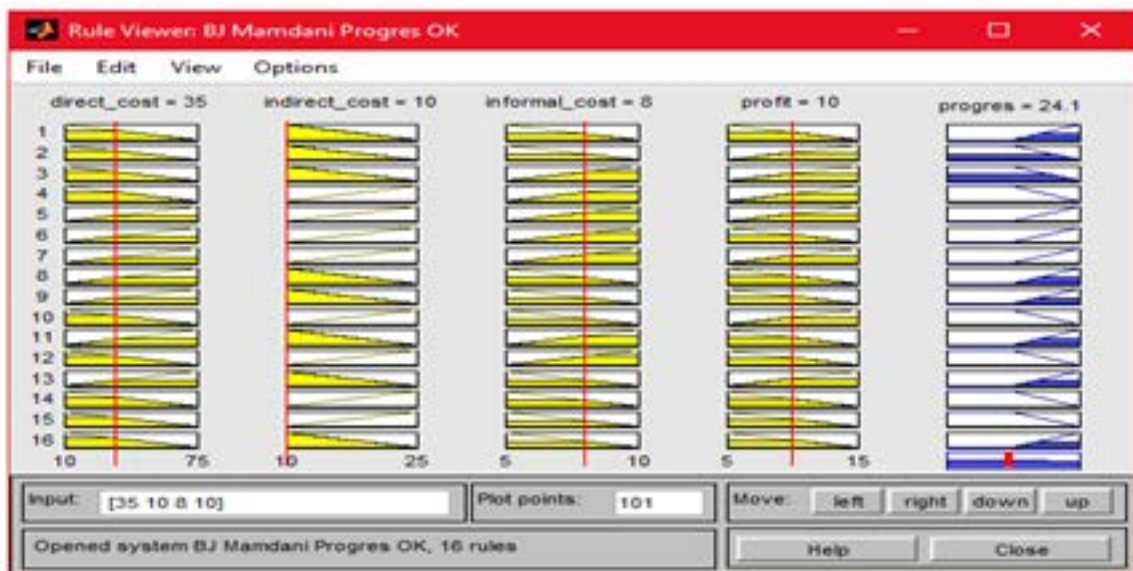 Rule Viewer: BJ Mamdani Progres OK
File Edit View Options
direct_cost = 35 indirect_cost = 10 informal_cost = 8 profit = 10 progres = 24.1
1
2
3
4
5
6
7
8
9
10
11
12
13
14
15
16
10 75 10 25 5 10 5 15
Input: [35 10 8 10] Plot points: 101 Move: left right down up
Opened system BJ Mamdani Progres OK, 16 rules Help Close